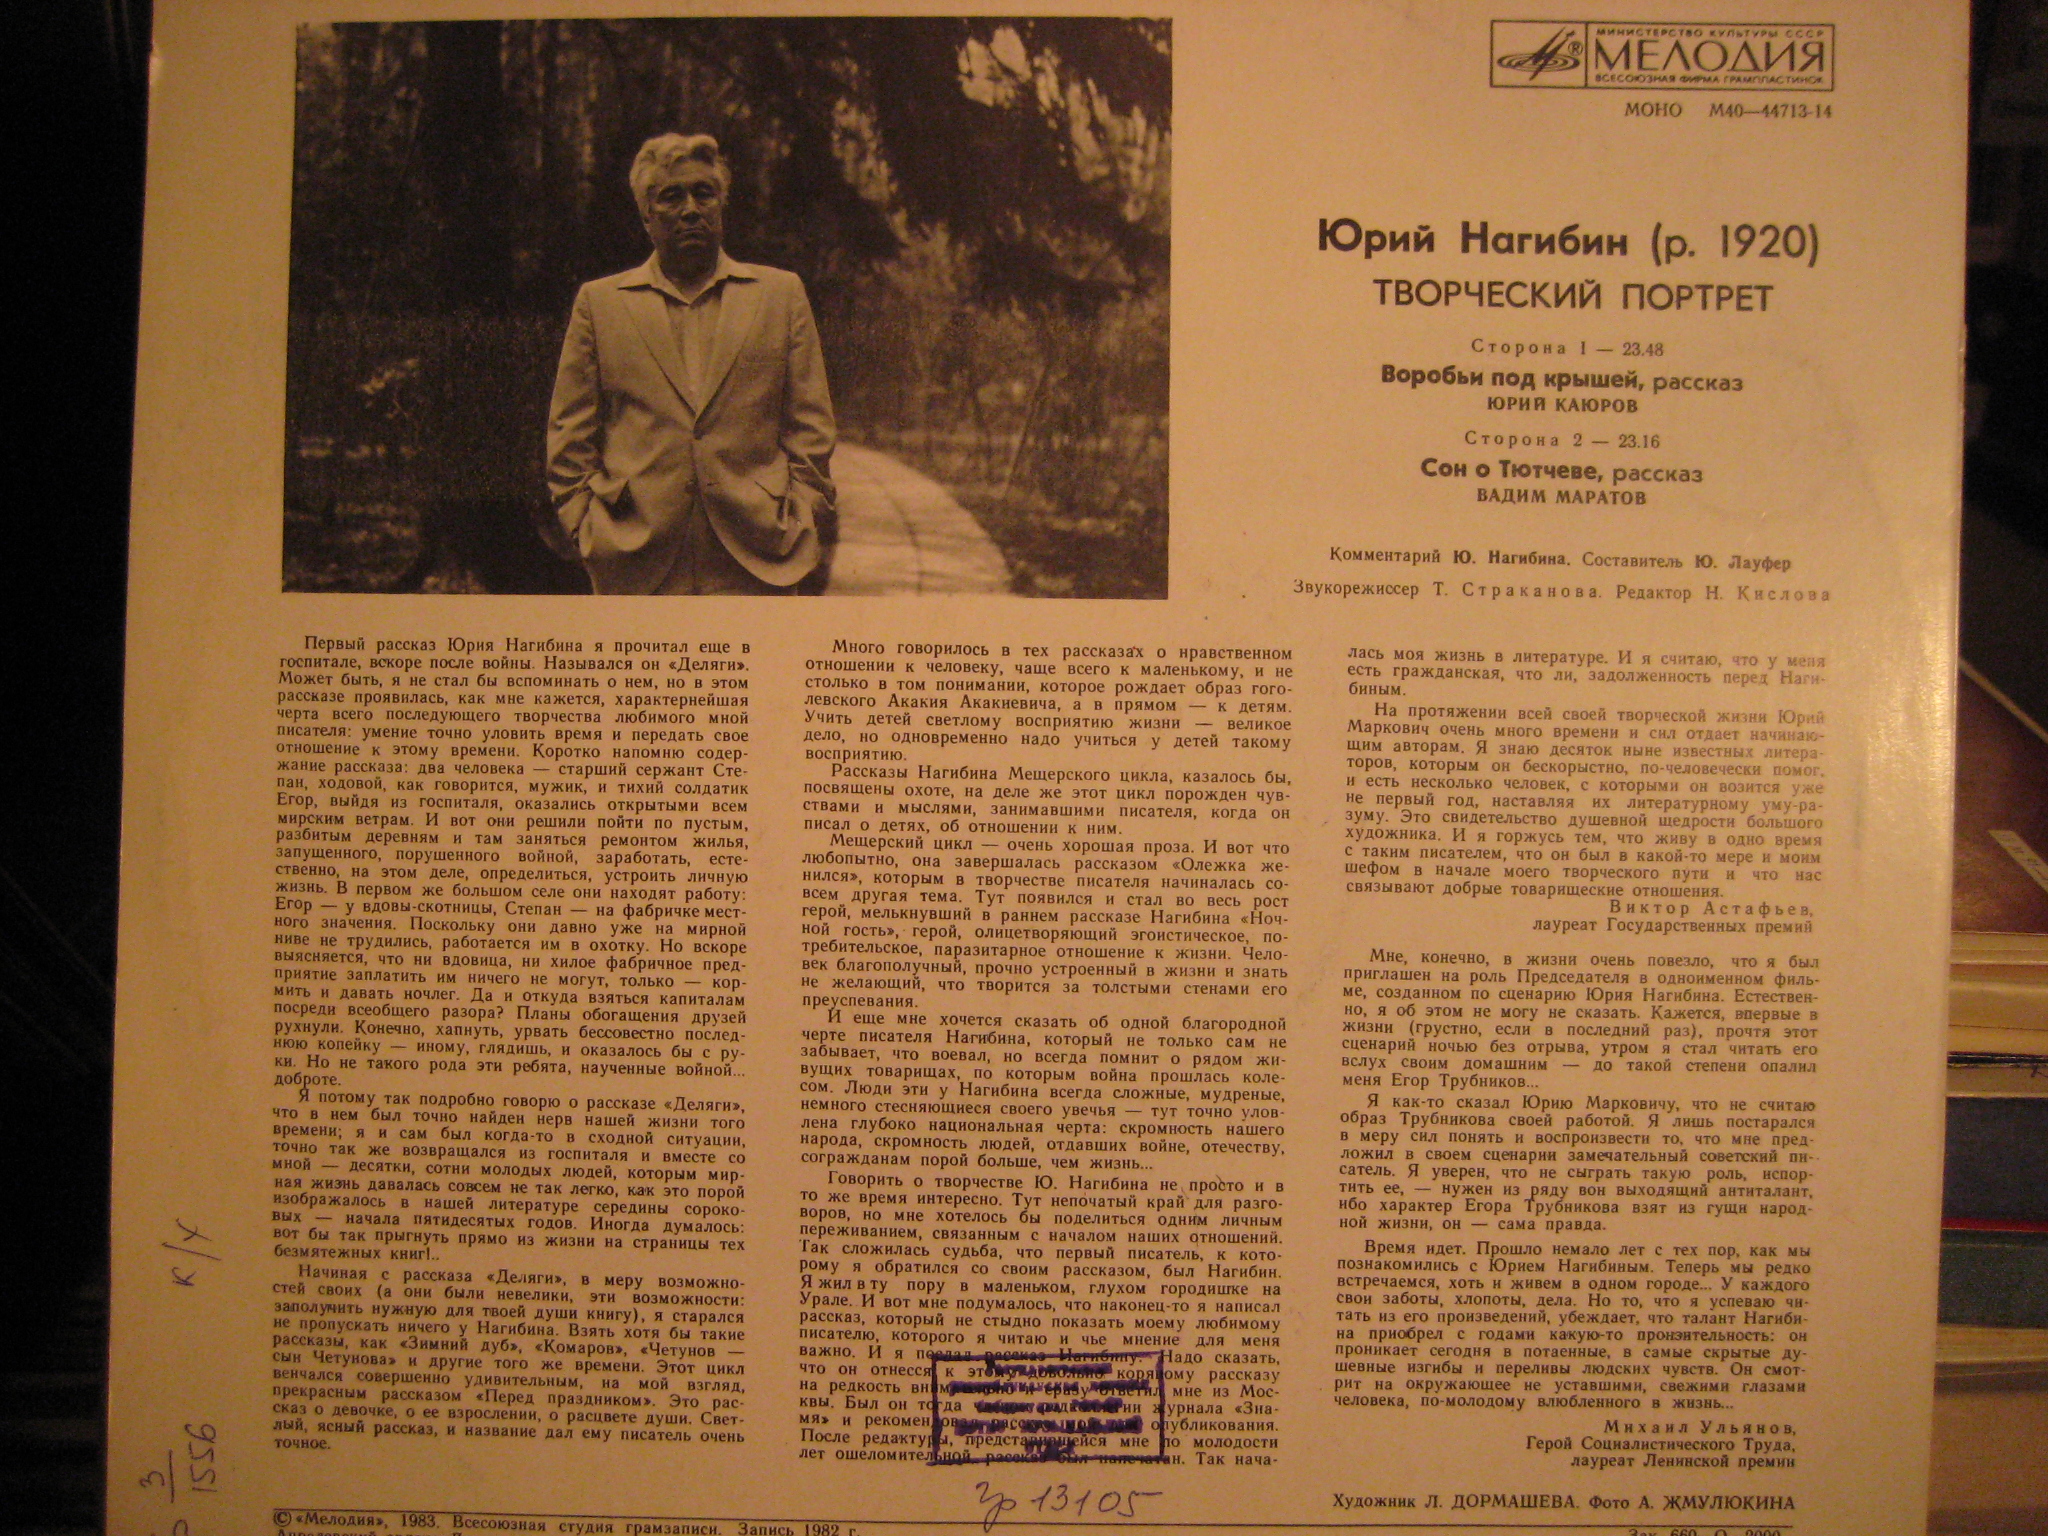 МИНИСТЕРСТВО КУЛЬТУРЫ СССР
МЕЛОДИЯ
ВСЕСОЮЗНАЯ ФИРМА ГРАМПЛАСТИНОК
МОНО М40—44713-14
Юрий Нагибин (р. 1920)
ТВОРЧЕСКИЙ ПОРТРЕТ
Сторона 1 — 23.48
Воробьи под крышей, рассказ
ЮРИЙ КАЮРОВ
Сторона 2 — 23.16
Сон о Тютчеве, рассказ
ВАДИМ МАРАТОВ
Комментарий Ю. Нагибина. Составитель Ю. Лауфер
Звукорежиссер Т. Страканова. Редактор Н. Кислова
Первый рассказ Юрия Нагибина я прочитал еще в
госпитале, вскоре после войны. Назывался он «Деляги».
Может быть, я не стал бы вспоминать о нем, но в этом
рассказе проявилась, как мне кажется, характернейшая
черта всего последующего творчества любимого мной
писателя: умение точно уловить время и передать свое
отношение к этому времени. Коротко напомню содер-
жание рассказа: два человека — старший сержант Сте-
пан, ходовой, как говорится, мужик, и тихий солдатик
Егор, выйдя из госпиталя, оказались открытыми всем
мирским ветрам. И вот они решили пойти по пустым,
разбитым деревням и там заняться ремонтом жилья,
запущенного, порушенного войной, заработать, есте-
ственно, на этом деле, определиться, устроить личную
жизнь. В первом же большом селе они находят работу:
Егор — у вдовы-скотницы, Степан — на фабричке мест-
ного значения. Поскольку они давно уже на мирной
ниве не трудились, работается им в охотку. Но вскоре
выясняется, что ни вдовица, ни хилое фабричное пред-
приятие заплатить им ничего не могут, только — кор-
мить и давать ночлег. Да и откуда взяться капиталам
посреди всеобщего разора? Планы обогащения друзей
рухнули. Конечно, хапнуть, урвать бессовестно послед-
нюю копейку — иному, глядишь, и оказалось бы с ру-
ки. Но не такого рода эти ребята, наученные войной...
доброте.
Я потому так подробно говорю о рассказе «Деляги»,
что в нем был точно найден нерв нашей жизни того
времени; я и сам был когда-то в сходной ситуации,
точно так же возвращался из госпиталя и вместе со
мной — десятки, сотни молодых людей, которым мир-
ная жизнь давалась совсем не так легко, как это порой
изображалось в нашей литературе середины сороко-
вых — начала пятидесятых годов. Иногда думалось:
вот бы так прыгнуть прямо из жизни на страницы тех
безмятежных книг!..
Начиная с рассказа «Деляги», в меру возможно-
стей своих (а они были невелики, эти возможности:
заполучить нужную для твоей души книгу), я старался
не пропускать ничего у Нагибина. Взять хотя бы такие
рассказы, как «Зимний дуб», «Комаров», «Четунов —
сын Четунова» и другие того же времени. Этот цикл
венчался совершенно удивительным, на мой взгляд,
прекрасным рассказом «Перед праздником». Это рас-
сказ о девочке, о ее взрослении, о расцвете души. Свет-
лый, ясный рассказ, и название дал ему писатель очень
точное.
Много говорилось в тех рассказах о нравственном
отношении к человеку, чаще всего к маленькому, и не
столько в том понимании, которое рождает образ гого-
левского Акакия Акакиевича, а в прямом — к детям.
Учить детей светлому восприятию жизни — великое
дело, но одновременно надо учиться у детей такому
восприятию.
Рассказы Нагибина Мещерского цикла, казалось бы,
посвящены охоте, на деле же этот цикл порожден чув-
ствами и мыслями, занимавшими писателя, когда он
писал о детях, об отношении к ним.
Мещерский цикл — очень хорошая проза. И вот что
любопытно, она завершалась рассказом «Олежка же-
нился», которым в творчестве писателя начиналась со-
всем другая тема. Тут появился и стал во весь рост
герой, мелькнувший в раннем рассказе Нагибина «Ноч-
ной гость», герой, олицетворяющий эгоистическое, по-
требительское, паразитарное отношение к жизни. Чело-
век благополучный, прочно устроенный в жизни и знать
не желающий, что творится за толстыми стенами его
преуспевания.
И еще мне хочется сказать об одной благородной
черте писателя Нагибина, который не только сам не
забывает, что воевал, но всегда помнит о рядом жи-
вущих товарищах, по которым война прошлась коле-
сом. Люди эти у Нагибина всегда сложные, мудреные,
немного стесняющиеся своего увечья — тут точно улов-
лена глубоко национальная черта: скромность нашего
народа, скромность людей, отдавших войне, отечеству,
согражданам порой больше, чем жизнь...
Говорить о творчестве Ю. Нагибина не просто и в
то же время интересно. Тут непочатый край для разго-
воров, но мне хотелось бы поделиться одним личным
переживанием, связанным с началом наших отношений.
Так сложилась судьба, что первый писатель, к кото-
рому я обратился со своим рассказом, был Нагибин.
Я жил в ту пору в маленьком, глухом городишке на
Урале. И вот мне подумалось, что наконец-то я написал
рассказ, который не стыдно показать моему любимому
писателю, которого я читаю и чье мнение для меня
важно. И я послал рассказ Нагибину. Надо сказать,
что он отнесся к этому довольно корявому рассказу
на редкость внимательно и сразу ответил мне из Мос-
квы. Был он тогда членом редколлегии журнала «Зна-
мя» и рекомендовал рассказ опубликования.
После редактуры, представившейся мне по молодости
лет ошеломительной, рассказ был напечатан. Так нача-
лась моя жизнь в литературе. И я считаю, что у меня
есть гражданская, что ли, задолженность перед Наги-
биным.
На протяжении всей своей творческой жизни Юрий
Маркович очень много времени и сил отдает начинаю-
щим авторам. Я знаю десяток ныне известных литера-
торов, которым он бескорыстно, по-человечески помог,
и есть несколько человек, с которыми он возится уже
не первый год, наставляя их литературному уму-ра-
зуму. Это свидетельство душевной щедрости большого
художника. И я горжусь тем, что живу в одно время
с таким писателем, что он был в какой-то мере и моим
шефом в начале моего творческого пути и что нас
связывают добрые товарищеские отношения.
Виктор Астафьев,
лауреат Государственных премий
Мне, конечно, в жизни очень повезло, что я был
приглашен на роль Председателя в одноименном филь-
ме, созданном по сценарию Юрия Нагибина. Естествен-
но, я об этом не могу не сказать. Кажется, впервые в
жизни (грустно, если в последний раз), прочтя этот
сценарий ночью без отрыва, утром я стал читать его
вслух своим домашним — до такой степени опалил
меня Егор Трубников...
Я как-то сказал Юрию Марковичу, что не считаю
образ Трубникова своей работой. Я лишь постарался
в меру сил понять и воспроизвести то, что мне пред-
ложил в своем сценарии замечательный советский пи-
сатель. Я уверен, что не сыграть такую роль, испор-
тить ее, — нужен из ряду вон выходящий антиталант,
ибо характер Егора Трубникова взят из гущи народ-
ной жизни, он — сама правда.
Время идет. Прошло немало лет с тех пор, как мы
познакомились с Юрием Нагибиным. Теперь мы редко
встречаемся, хоть и живем в одном городе... У каждого
свои заботы, хлопоты, дела. Но то, что я успеваю чи-
тать из его произведений, убеждает, что талант Нагиби-
на приобрел с годами какую-то пронзительность: он
проникает сегодня в потаенные, в самые скрытые ду-
шевные изгибы и переливы людских чувств. Он смот-
рит на окружающее не уставшими, свежими глазами
человека, по-молодому влюбленного в жизнь...
Михаил Ульянов,
Герой Социалистического Труда,
лауреат Ленинской премии
Художник Л. ДОРМАШЕВА. Фото А. ЖМУЛЮКИНА
© «Мелодия», 1983. Всесоюзная студия грамзаписи. Запись 1982 г.
к/х
3
1556
13105